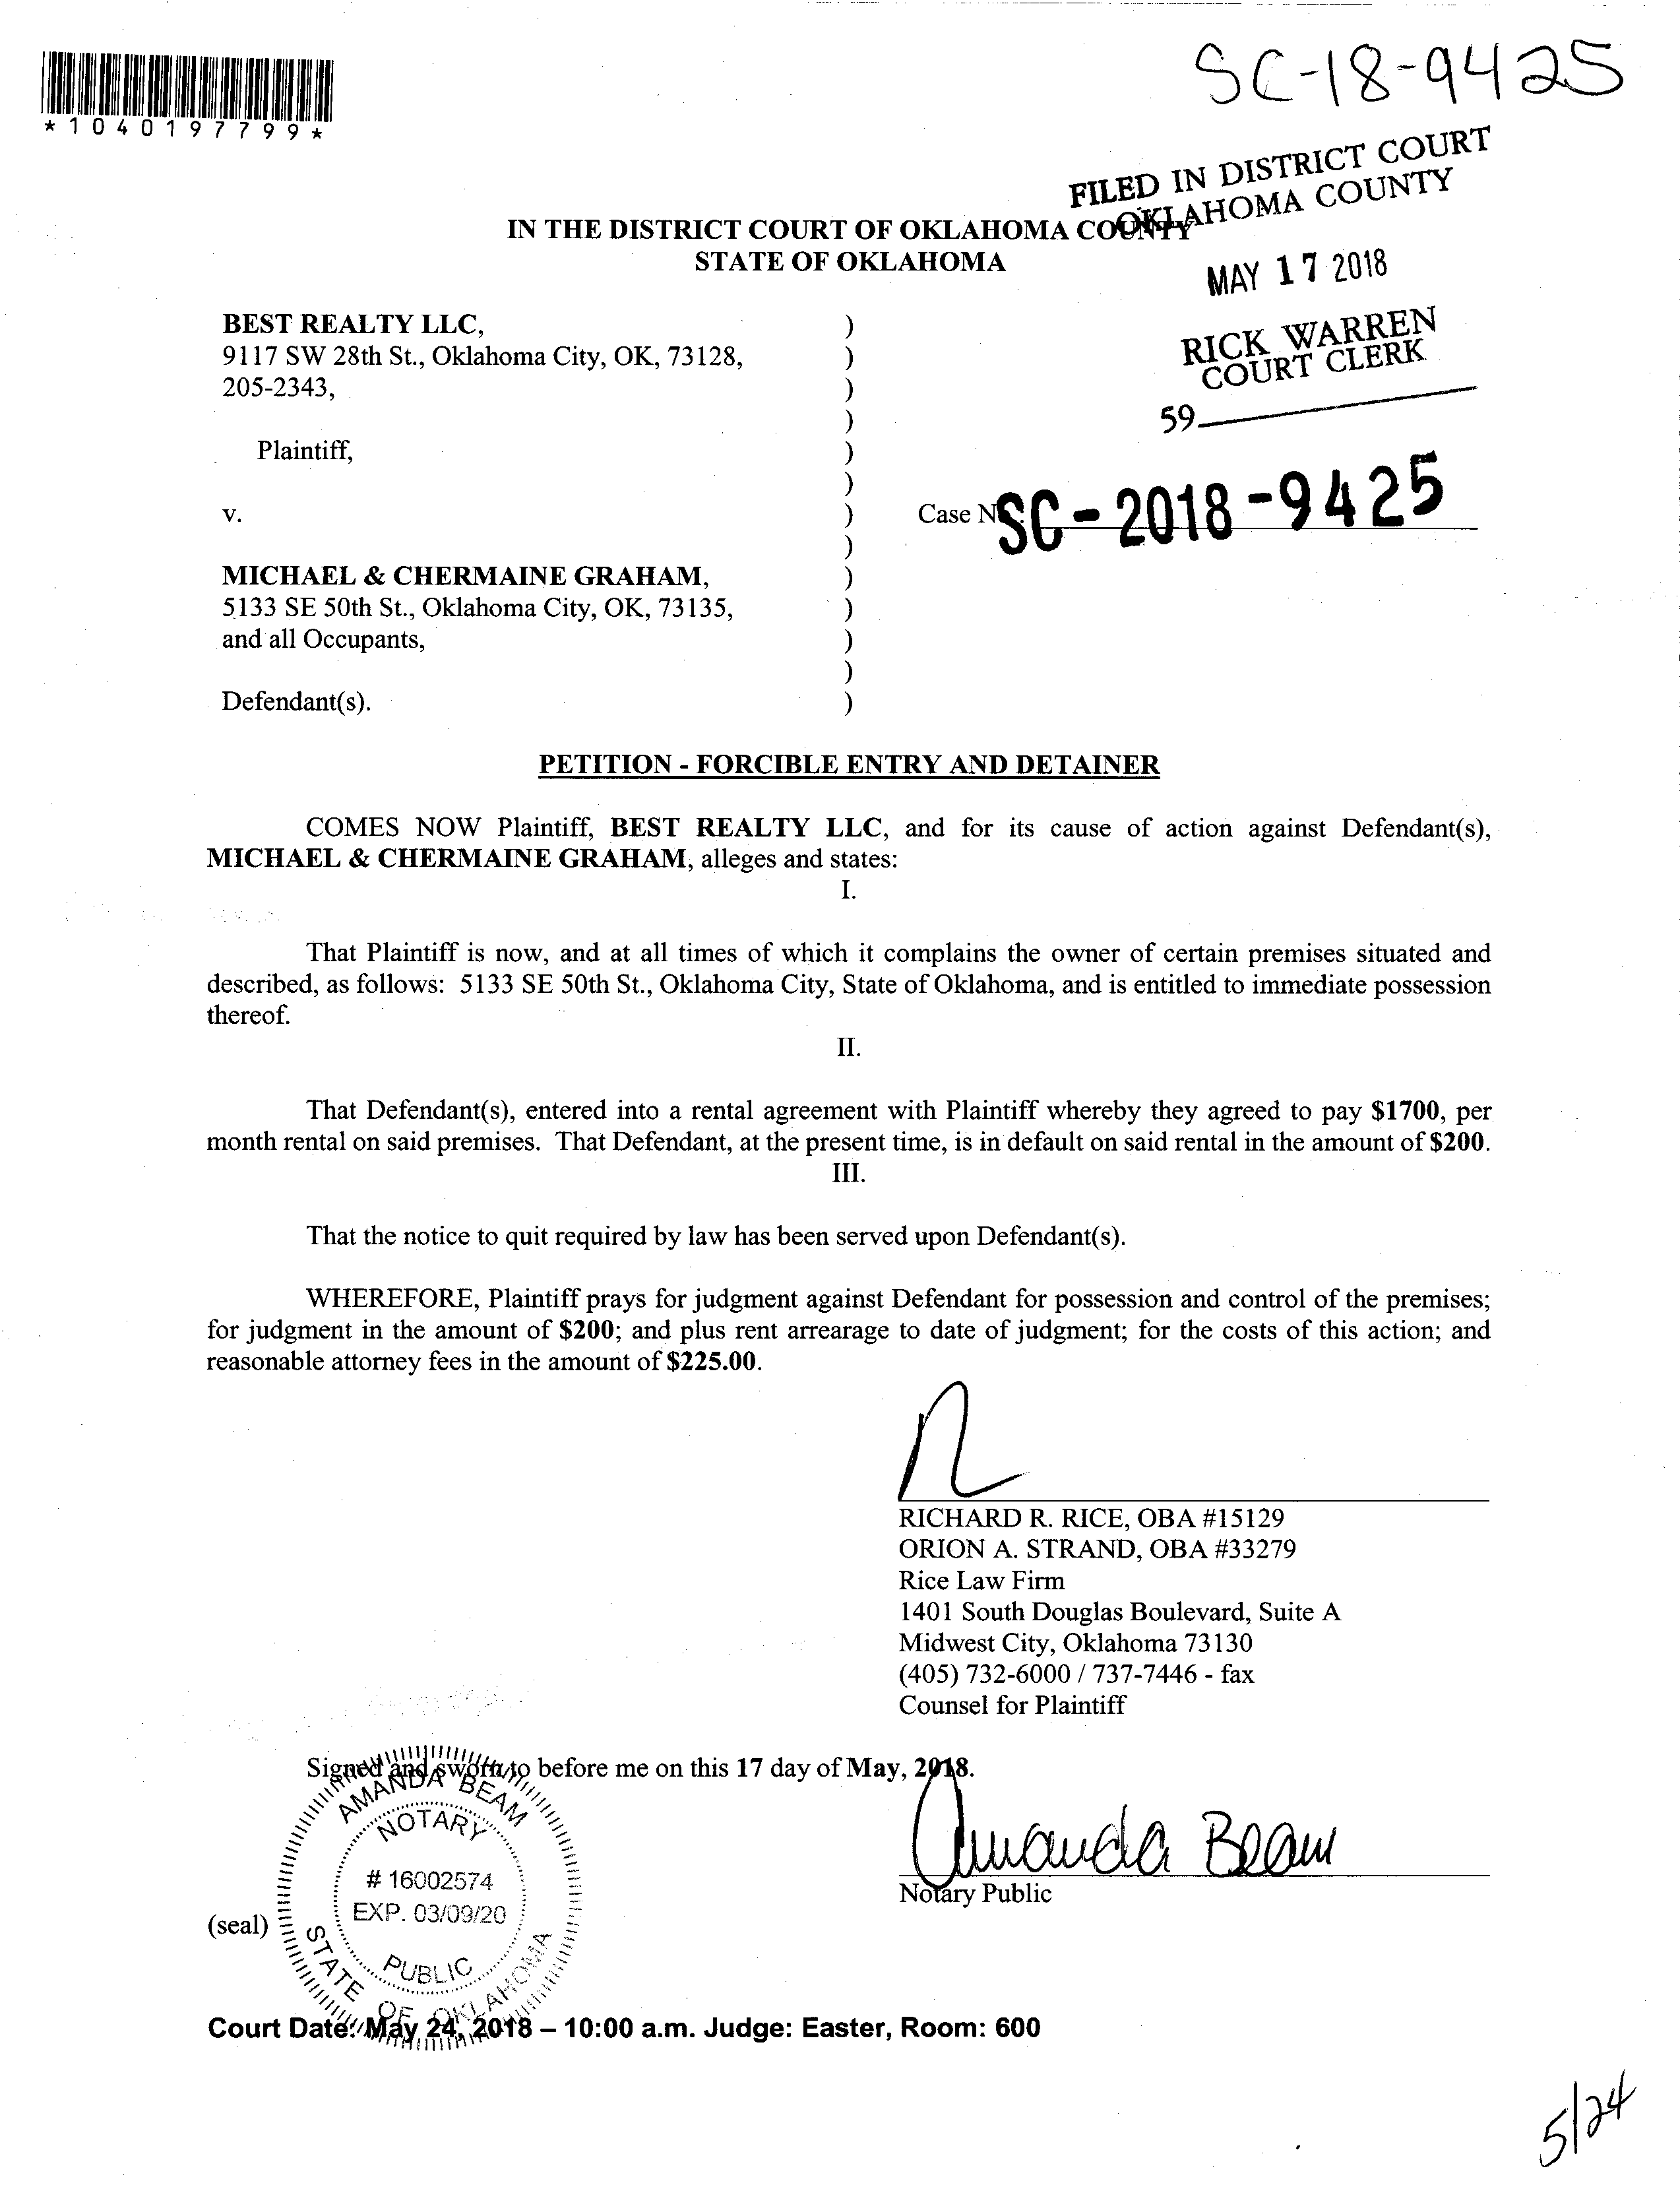 *1040197799*
SC-18-9425
FILED IN DISTRICT COURT
OKLAHOMA COUNTY
IN THE DISTRICT COURT OF OKLAHOMA COUNTY
STATE OF OKLAHOMA
MAY 17 2018
RICK WARREN
COURT CLERK
59
BEST REALTY LLC, )
9117 SW 28th St., Oklahoma City, OK, 73128, )
205-2343, )
)
Plaintiff, )
)
v. ) Case No. SC-2018-9425
)
MICHAEL & CHERMAINE GRAHAM, )
5133 SE 50th St., Oklahoma City, OK, 73135, )
and all Occupants, )
)
Defendant(s). )
PETITION - FORCIBLE ENTRY AND DETAINER
COMES NOW Plaintiff, BEST REALTY LLC, and for its cause of action against Defendant(s),
MICHAEL & CHERMAINE GRAHAM, alleges and states:
I.
That Plaintiff is now, and at all times of which it complains the owner of certain premises situated and
described, as follows: 5133 SE 50th St., Oklahoma City, State of Oklahoma, and is entitled to immediate possession
thereof.
II.
That Defendant(s), entered into a rental agreement with Plaintiff whereby they agreed to pay $1700, per
month rental on said premises. That Defendant, at the present time, is in default on said rental in the amount of $200.
III.
That the notice to quit required by law has been served upon Defendant(s).
WHEREFORE, Plaintiff prays for judgment against Defendant for possession and control of the premises;
for judgment in the amount of $200; and plus rent arrearage to date of judgment; for the costs of this action; and
reasonable attorney fees in the amount of $225.00.
RICHARD R. RICE, OBA #15129
ORION A. STRAND, OBA #33279
Rice Law Firm
1401 South Douglas Boulevard, Suite A
Midwest City, Oklahoma 73130
(405) 732-6000 / 737-7446 - fax
Counsel for Plaintiff
Signed and sworn to before me on this 17 day of May, 2018.
Amanda Beam
Notary Public
(seal)
AMANDA BEAM
NOTARY
# 16002574
EXP. 03/09/20
PUBLIC
STATE OF OKLAHOMA
Court Date: May 24, 2018 – 10:00 a.m. Judge: Easter, Room: 600
5/24